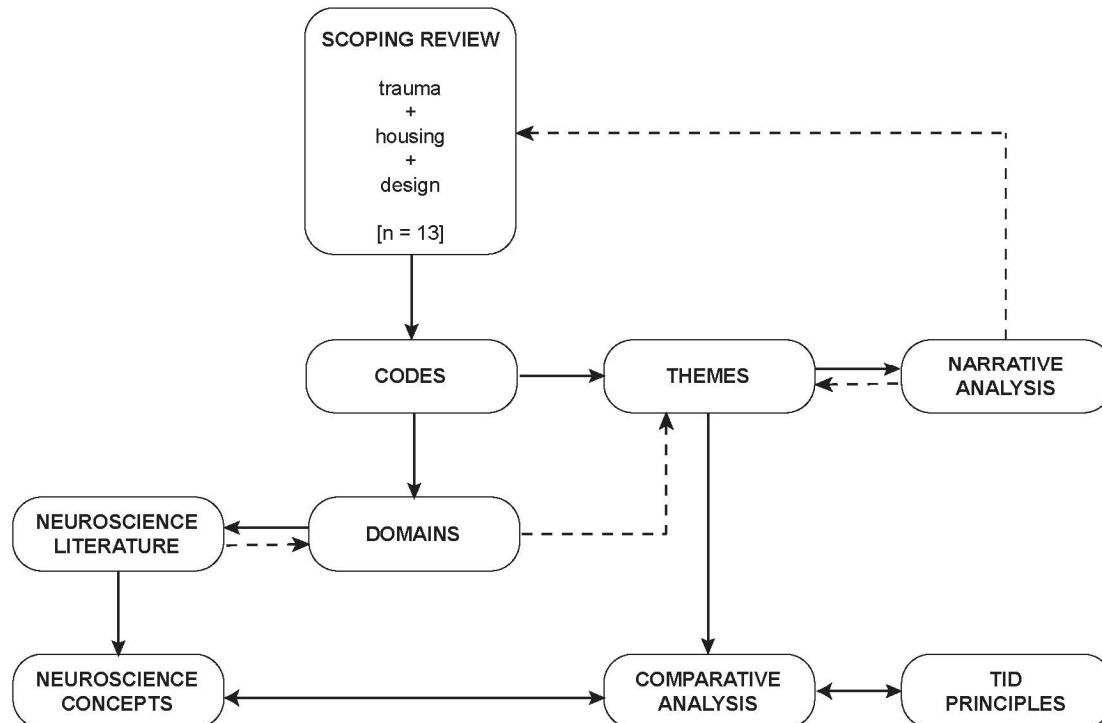 SCOPING REVIEW
trauma
+
housing
+
design
[n = 13]
CODES
THEMES
NARRATIVE
ANALYSIS
NEUROSCIENCE
LITERATURE
DOMAINS
NEUROSCIENCE
CONCEPTS
COMPARATIVE
ANALYSIS
TID
PRINCIPLES